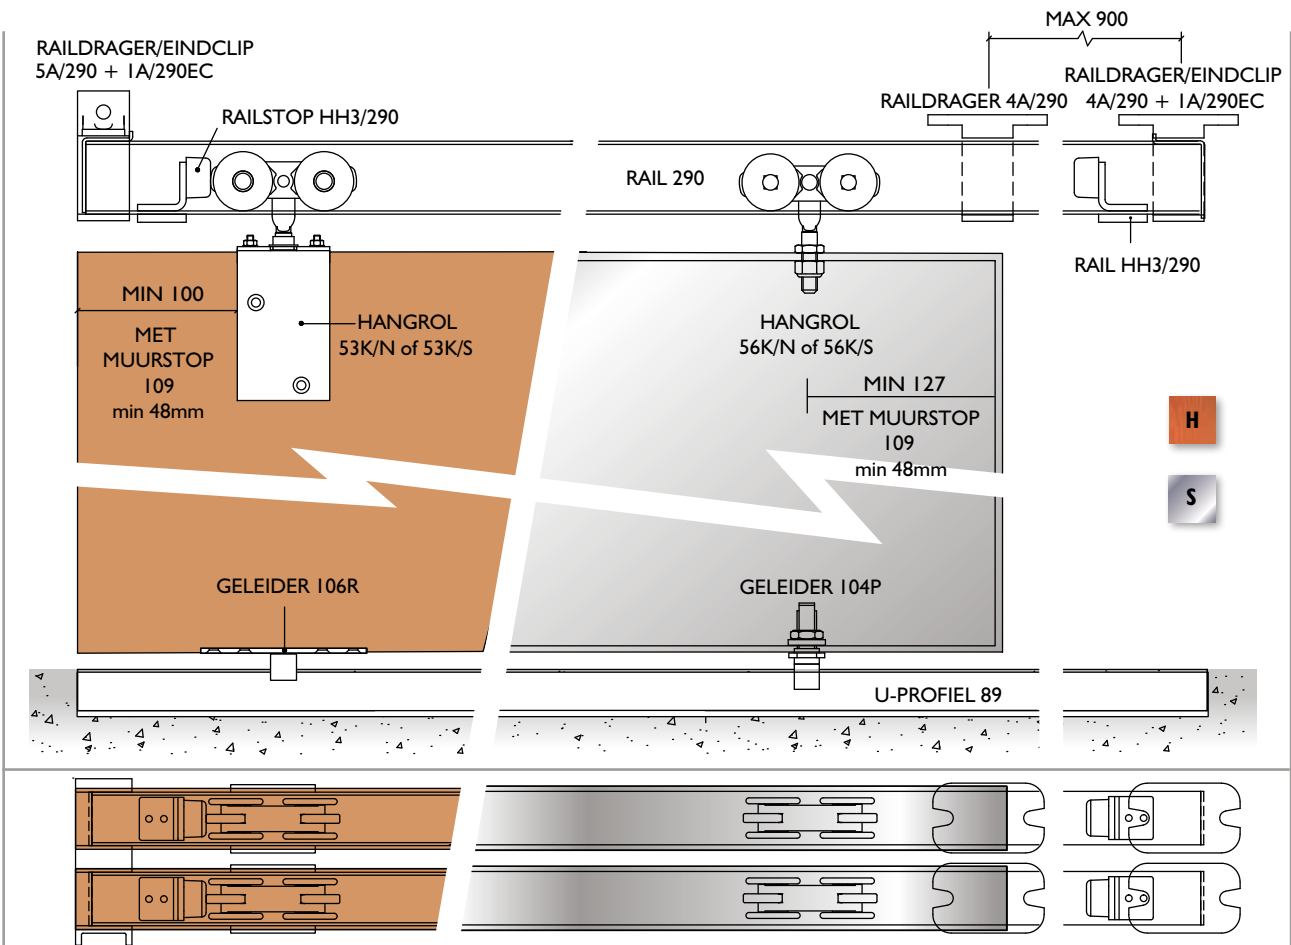 MAX 900
RAILDRAGER/EINDCLIP
5A/290 + 1A/290EC
RAILDRAGER/EINDCLIP
RAILDRAGER 4A/290
4A/290 + 1A/290EC
RAILSTOP HH3/290
RAIL 290
RAIL HH3/290
MIN 100
MET
MUURSTOP
109
min 48mm
HANGROL
53K/N of 53K/S
HANGROL
56K/N of 56K/S
MIN 127
MET MUURSTOP
109
min 48mm
H
S
GELEIDER 106R
GELEIDER 104P
U-PROFIEL 89